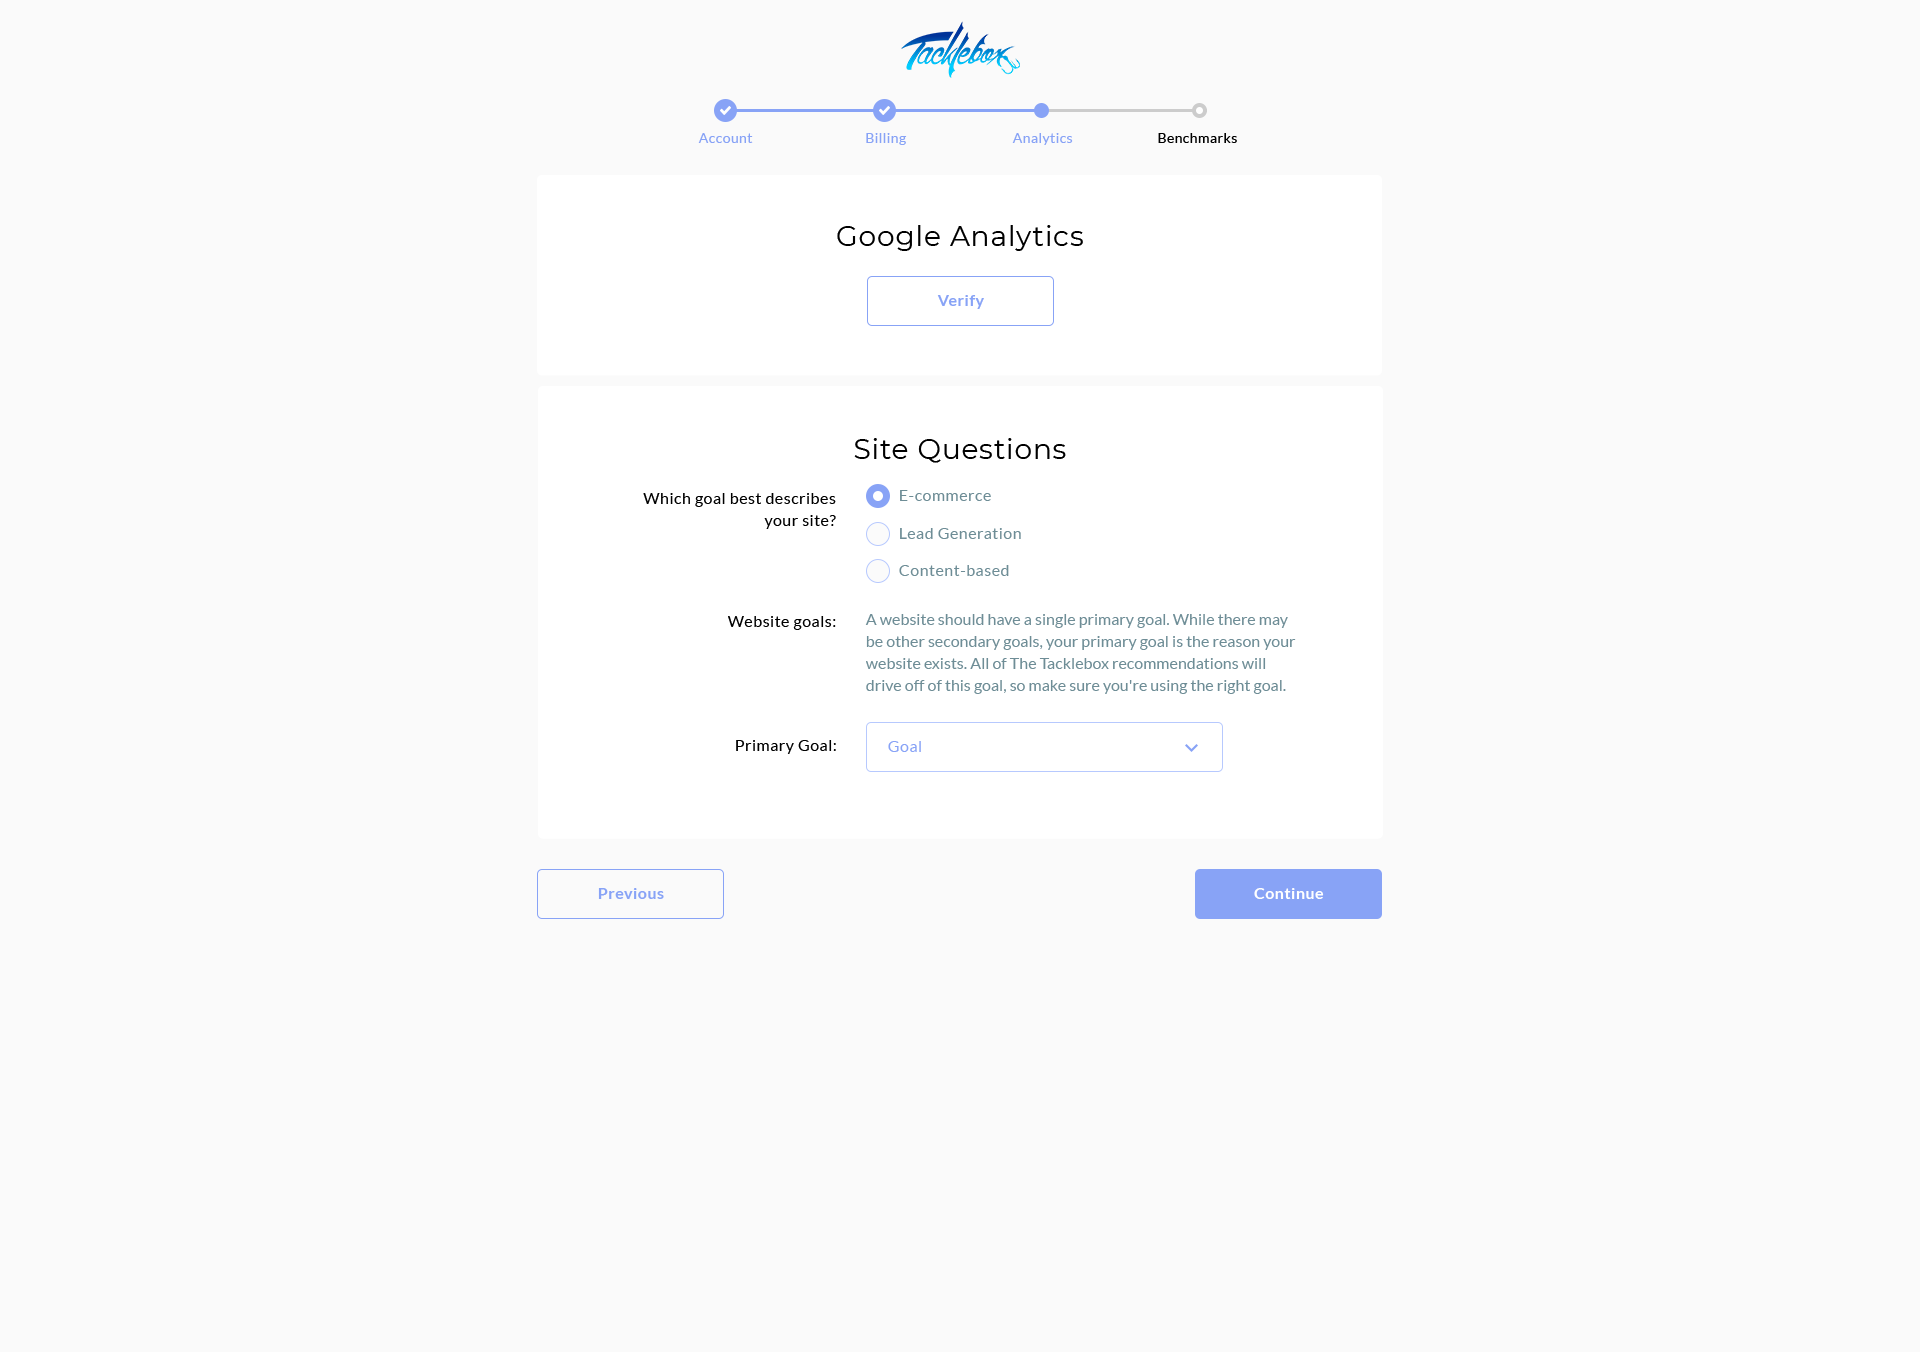 Tacklebox
Account
Billing
Analytics
Benchmarks
Google Analytics
Verify
Site Questions
Which goal best describes
your site?
E-commerce
Lead Generation
Content-based
Website goals:
A website should have a single primary goal. While there may
be other secondary goals, your primary goal is the reason your
website exists. All of The Tacklebox recommendations will
drive off of this goal, so make sure you're using the right goal.
Primary Goal:
Goal
Previous
Continue